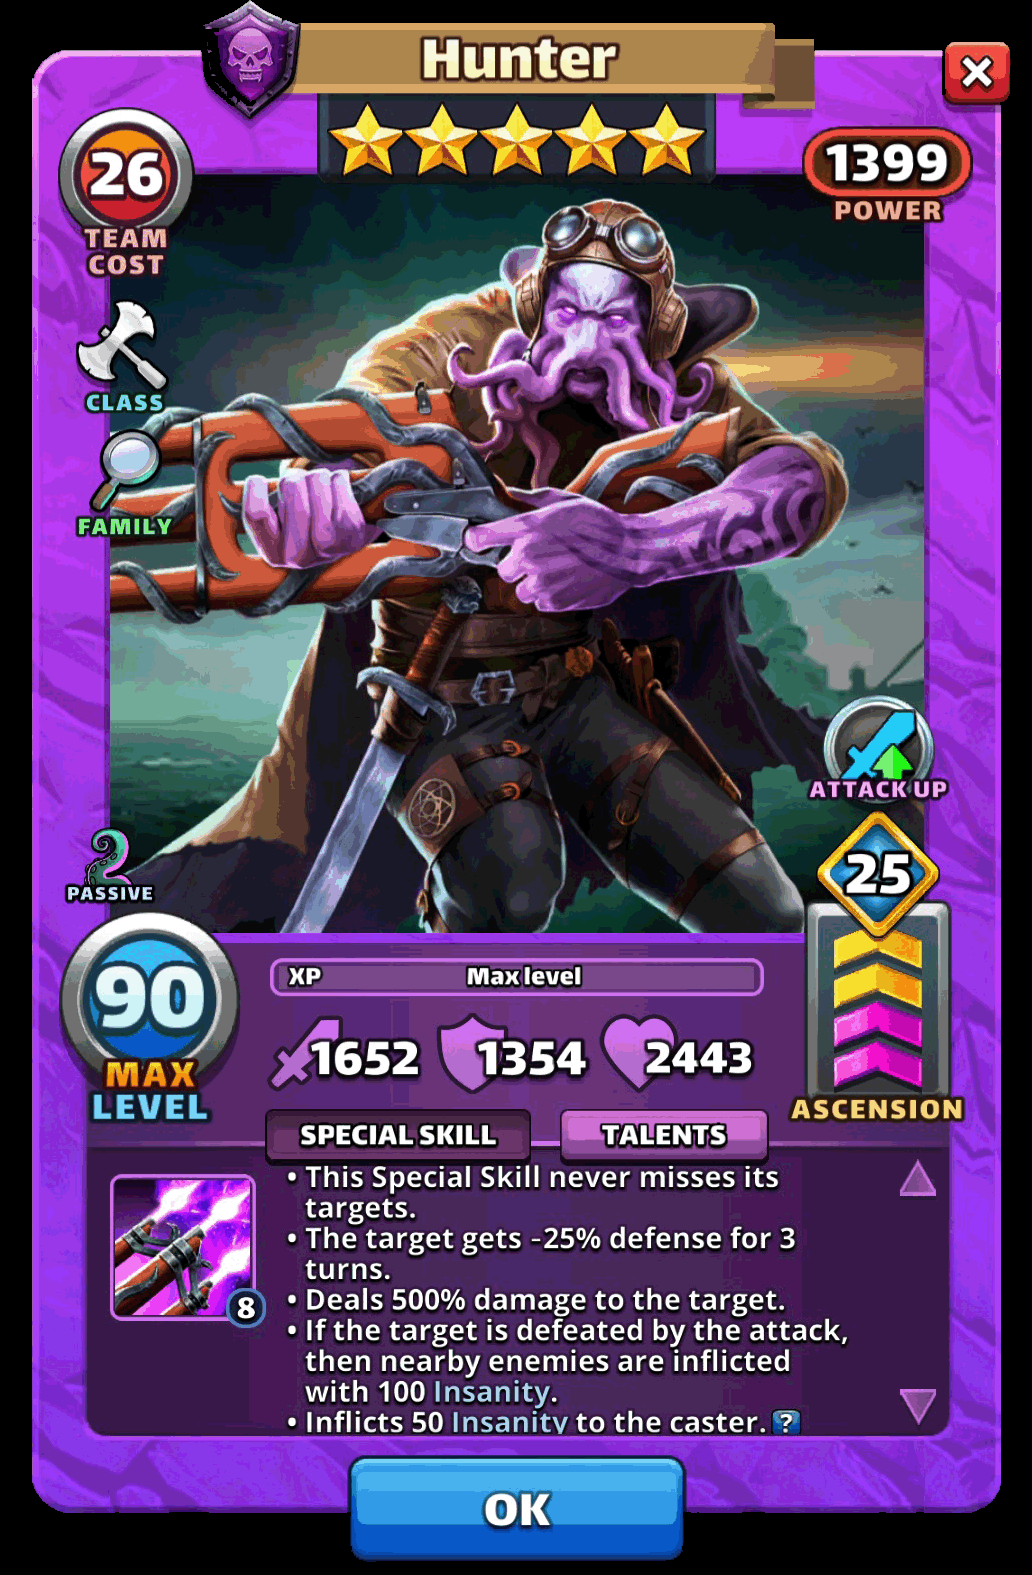 Hunter
26
TEAM
COST
1399
POWER
CLASS
FAMILY
ATTACK UP
PASSIVE
25
90
MAX
LEVEL
XP Max level
1652 1354 2443
ASCENSION
SPECIAL SKILL TALENTS
• This Special Skill never misses its
targets.
• The target gets -25% defense for 3
turns.
• Deals 500% damage to the target.
• If the target is defeated by the attack,
then nearby enemies are inflicted
with 100 Insanity.
• Inflicts 50 Insanity to the caster. ?
8
OK